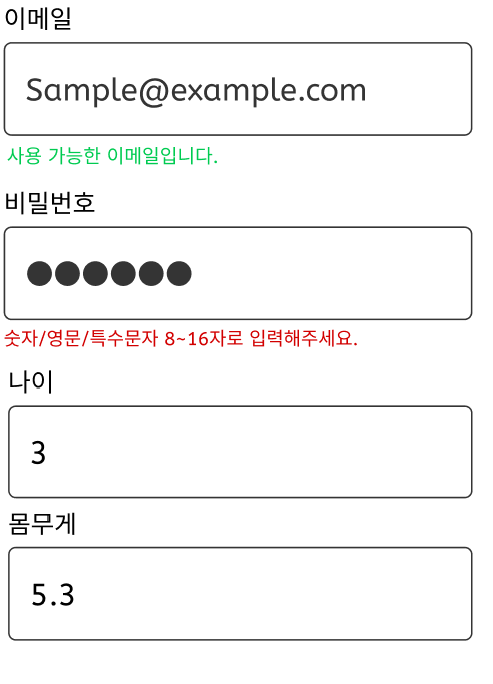 이메일
Sample@example.com
사용 가능한 이메일입니다.
비밀번호
●●●●●●
숫자/영문/특수문자 8~16자로 입력해주세요.
나이
3
몸무게
5.3